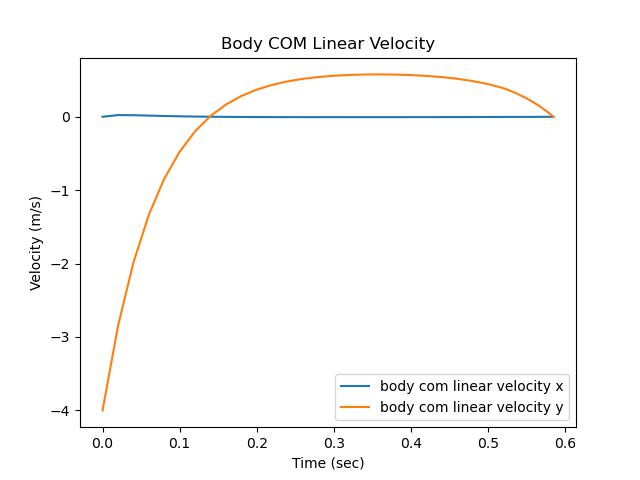 Body COM Linear Velocity
0
−1
−2
−3
−4
Velocity (m/s)
body com linear velocity x
body com linear velocity y
0.0 0.1 0.2 0.3 0.4 0.5 0.6
Time (sec)